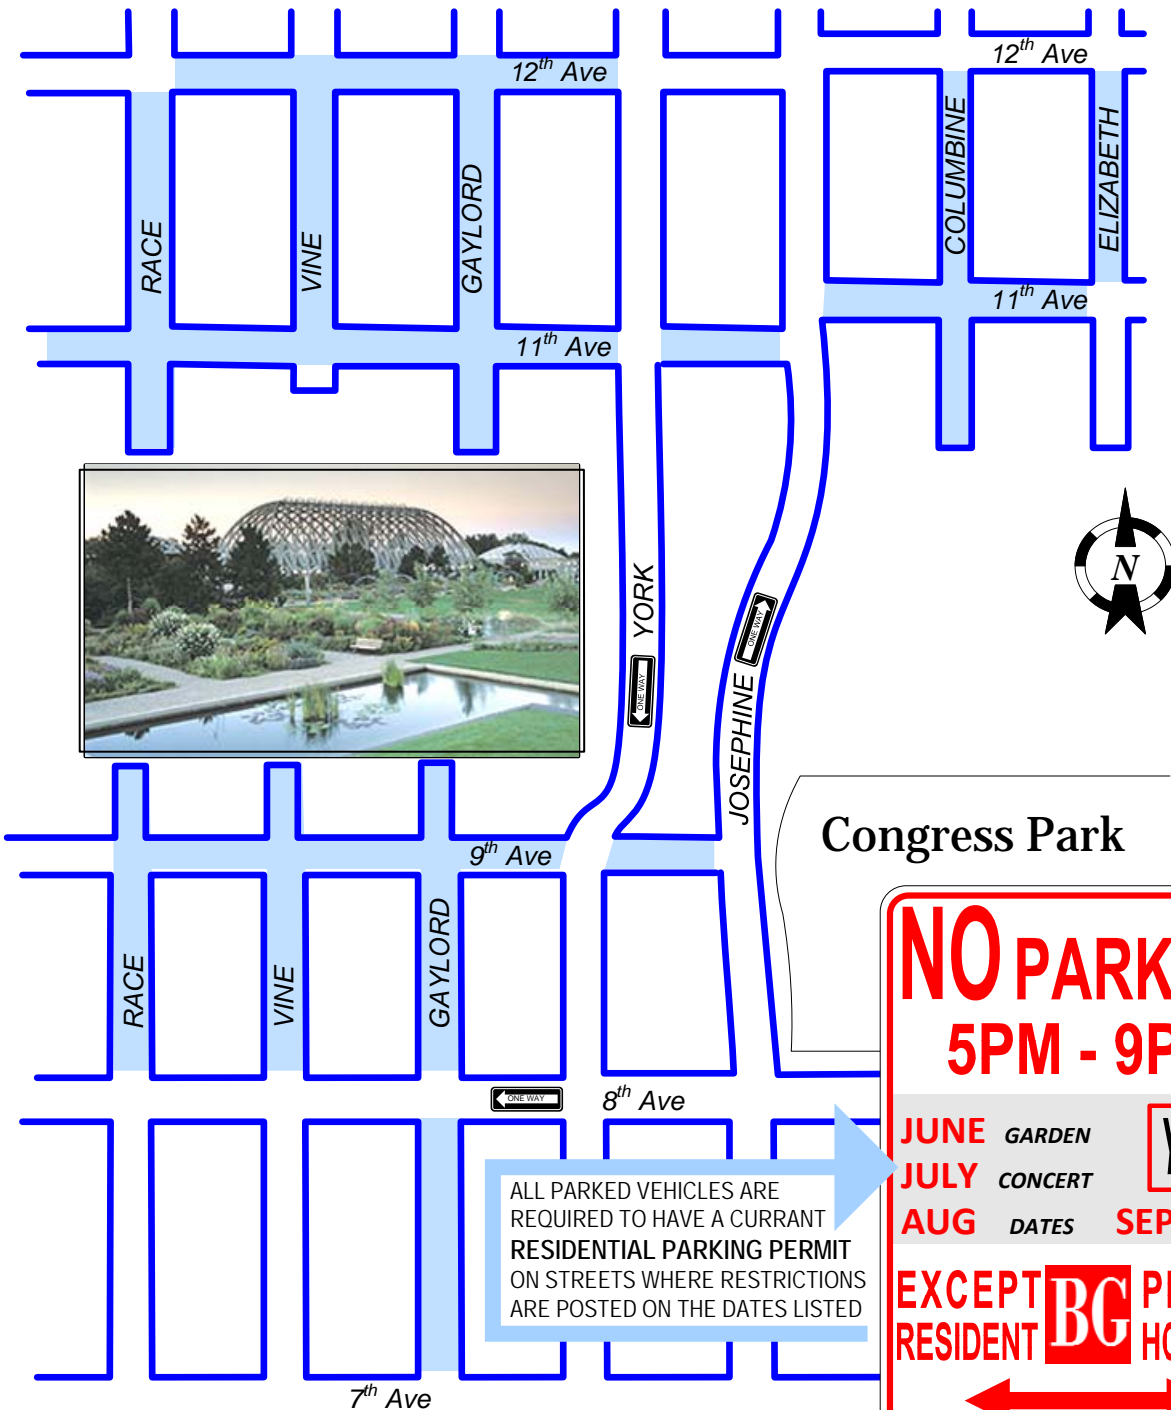 12th Ave
12th Ave
RACE
VINE
GAYLORD
COLUMBINE
ELIZABETH
11th Ave
11th Ave
N
YORK
ONE WAY
ONE WAY
JOSEPHINE
Congress Park
9th Ave
RACE
VINE
GAYLORD
ONE WAY
8th Ave
ALL PARKED VEHICLES ARE
REQUIRED TO HAVE A CURRANT
RESIDENTIAL PARKING PERMIT
ON STREETS WHERE RESTRICTIONS
ARE POSTED ON THE DATES LISTED
7th Ave
NO PARK
5PM - 9P
JUNE GARDEN
JULY CONCERT
AUG DATES SEP
EXCEPT BG
RESIDENT